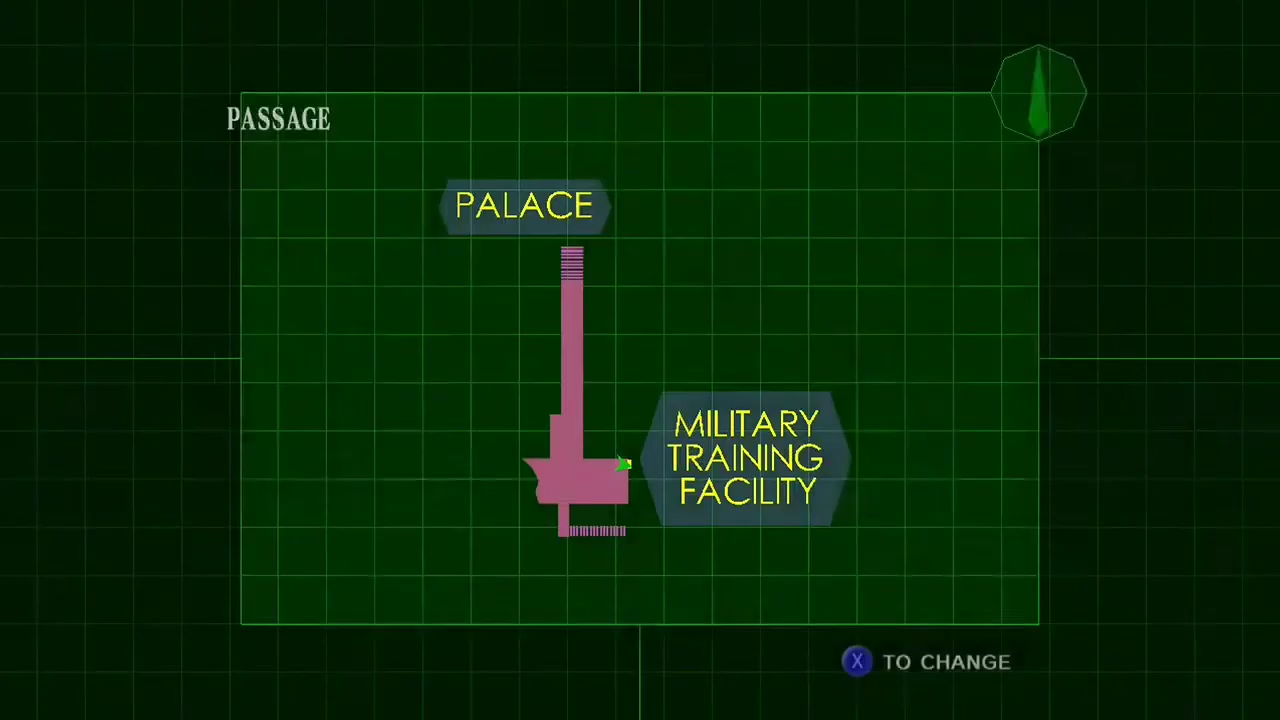 PASSAGE
PALACE
MILITARY
TRAINING
FACILITY
X TO CHANGE